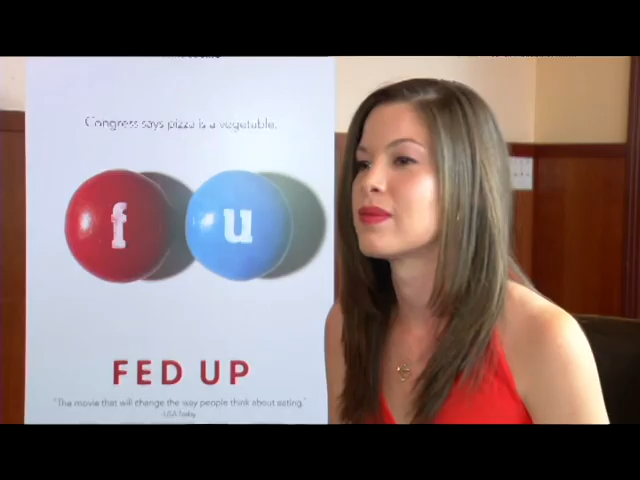 Congress says pizza is a vegetable.
f u
FED UP
"The movie that will change the way people think about eating."
-USA Today